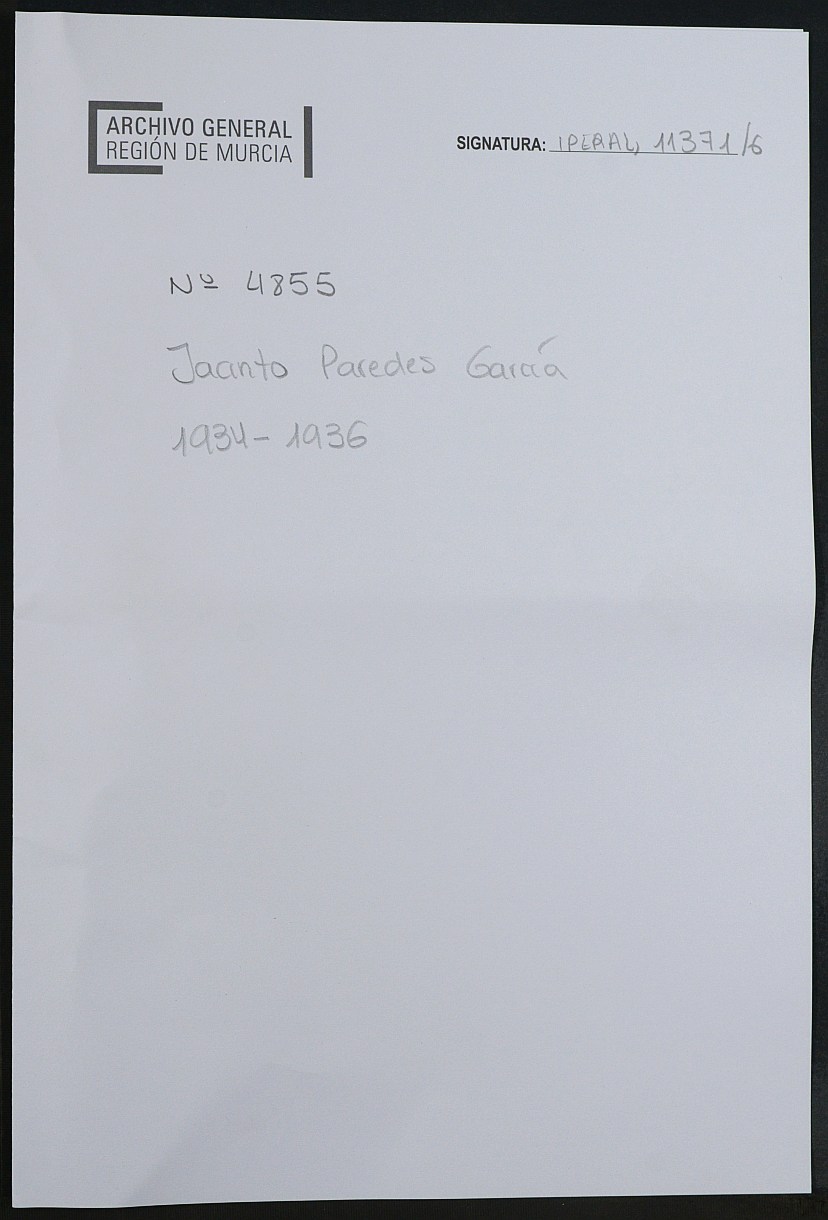 ARCHIVO GENERAL
REGIÓN DE MURCIA
SIGNATURA: IPERAL, 11371/6
Nº 4855
Jacinto Paredes García
1934-1936